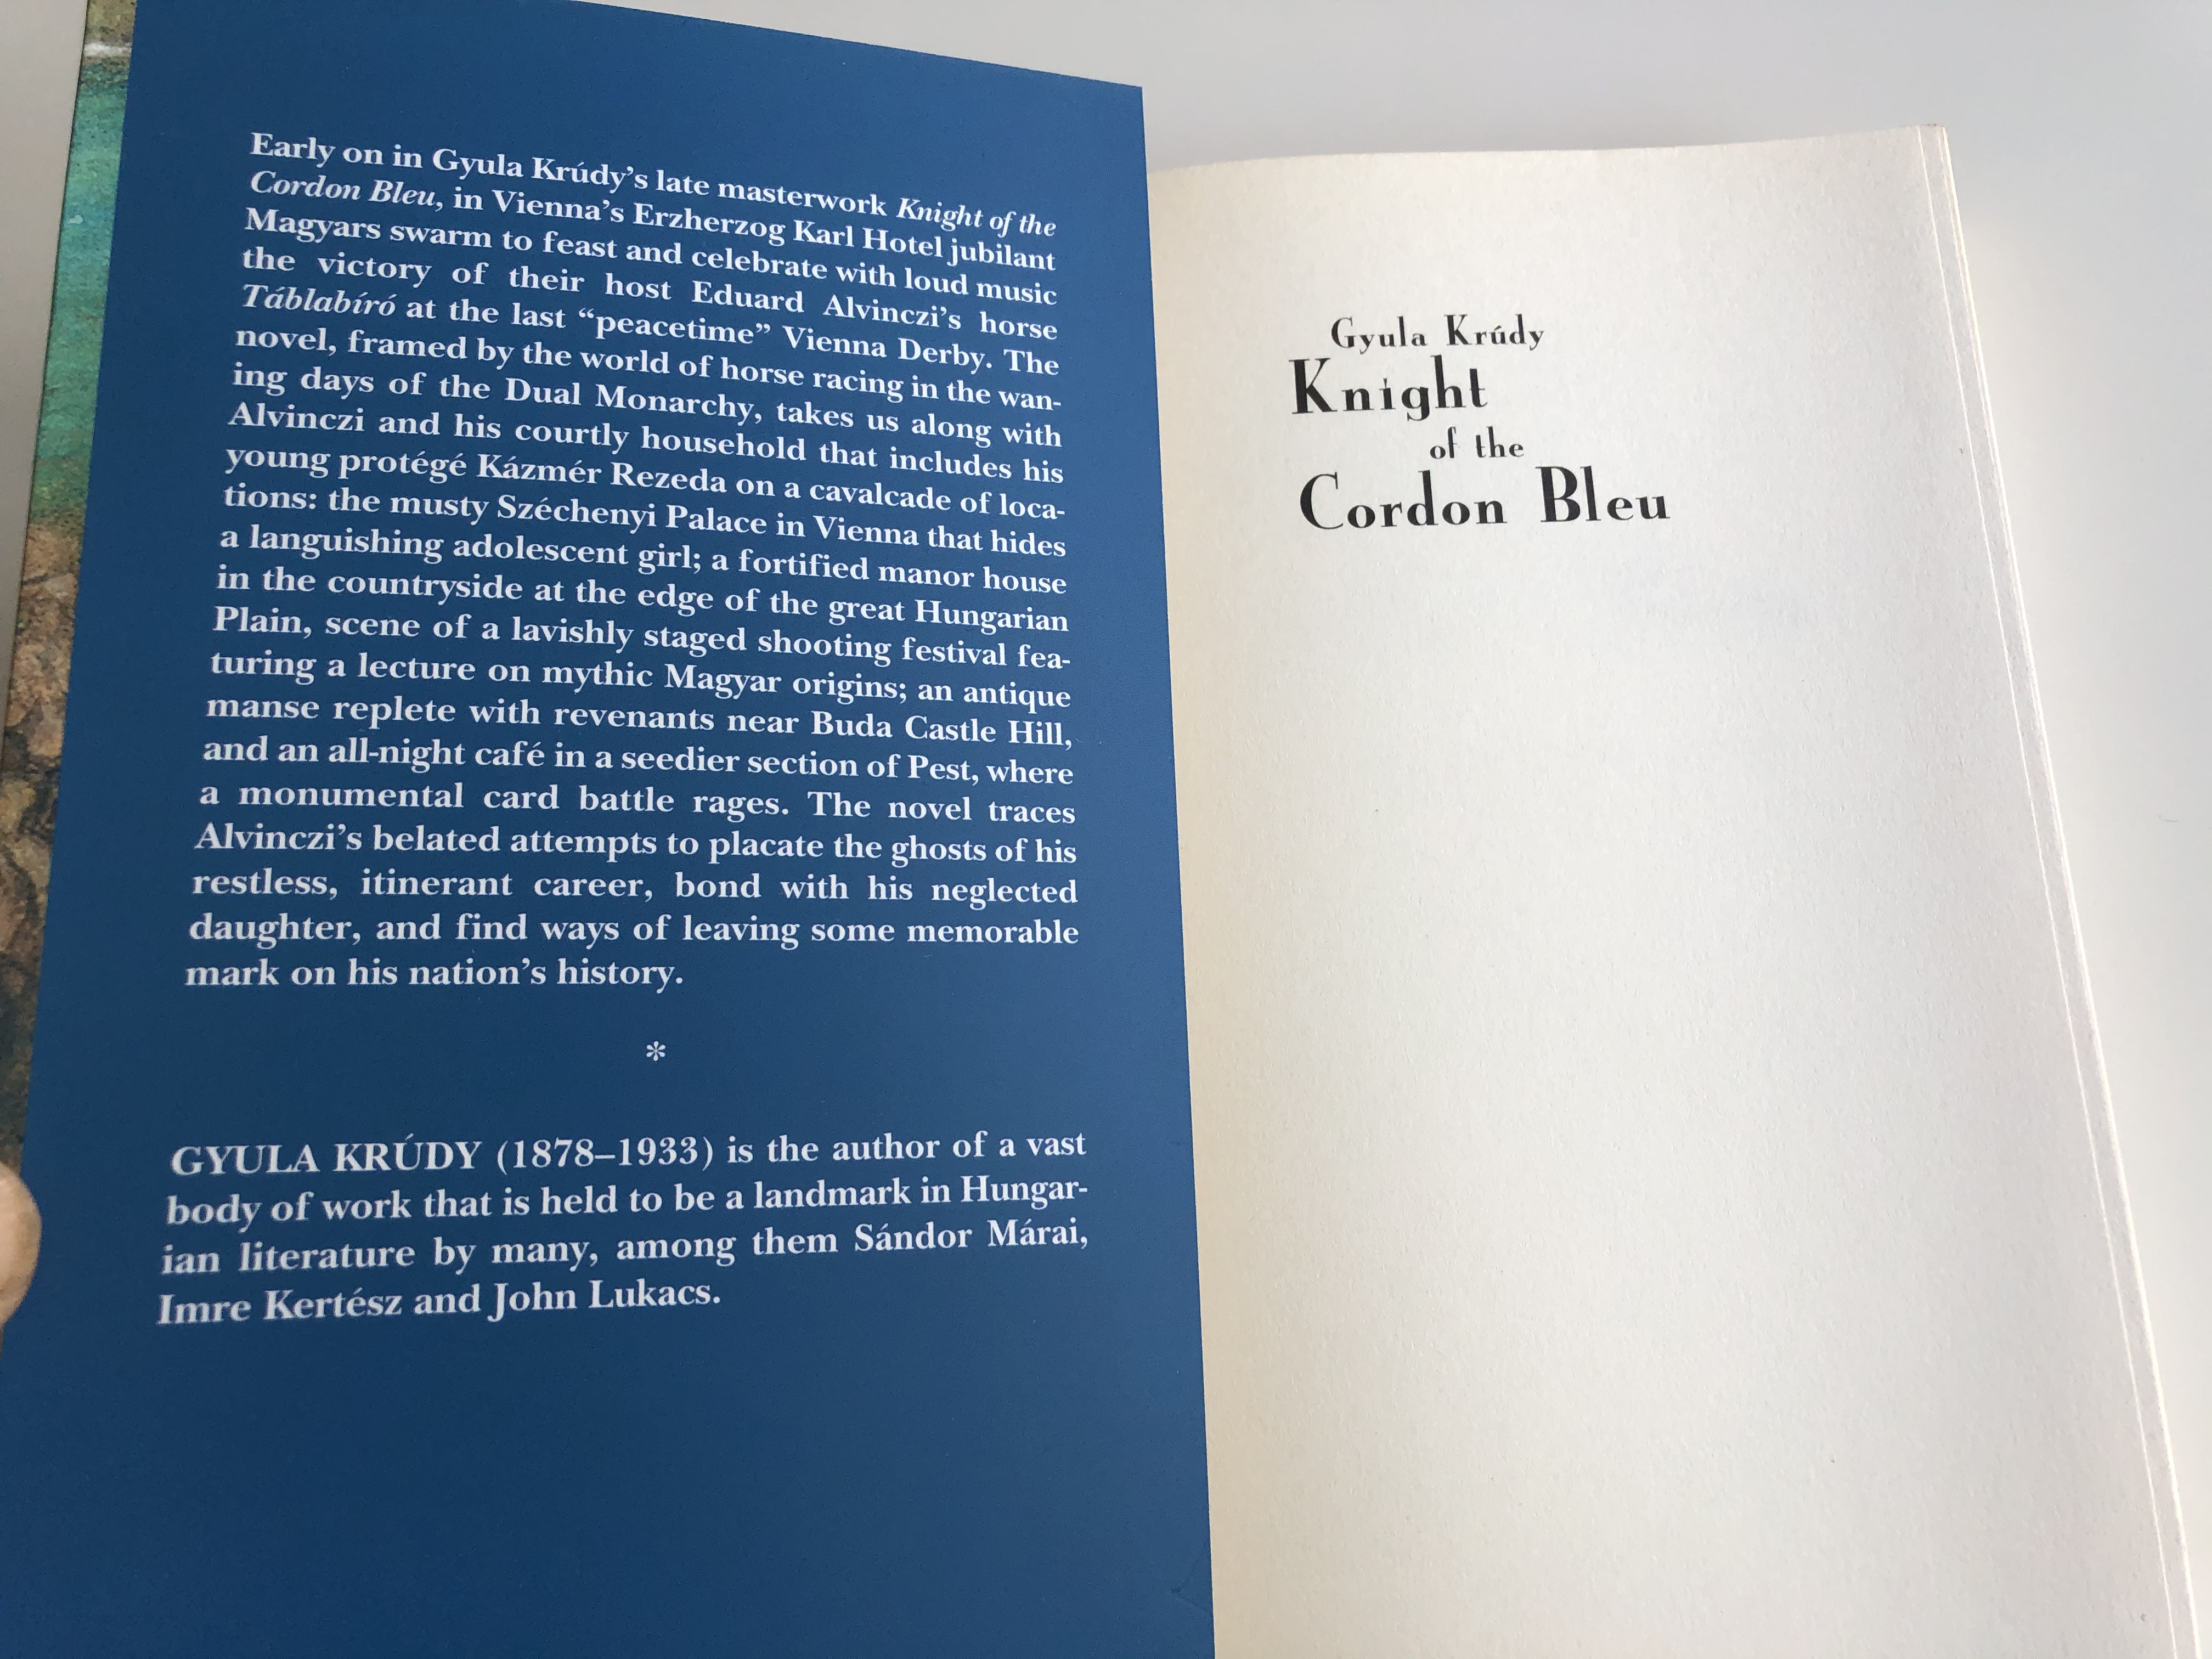 Early on in Gyula Krúdy’s late masterwork Knight of the
Cordon Bleu, in Vienna’s Erzherzog Karl Hotel jubilant
Magyars swarm to feast and celebrate with loud music
the victory of their host Eduard Alvinczi’s horse
Táblabíró at the last “peacetime” Vienna Derby. The
novel, framed by the world of horse racing in the wan-
ing days of the Dual Monarchy, takes us along with
Alvinczi and his courtly household that includes his
young protégé Kázmér Rezeda on a cavalcade of loca-
tions: the musty Széchenyi Palace in Vienna that hides
a languishing adolescent girl; a fortified manor house
in the countryside at the edge of the great Hungarian
Plain, scene of a lavishly staged shooting festival fea-
turing a lecture on mythic Magyar origins; an antique
manse replete with revenants near Buda Castle Hill,
and an all-night café in a seedier section of Pest, where
a monumental card battle rages. The novel traces
Alvinczi’s belated attempts to placate the ghosts of his
restless, itinerant career, bond with his neglected
daughter, and find ways of leaving some memorable
mark on his nation’s history.
*
GYULA KRÚDY (1878–1933) is the author of a vast
body of work that is held to be a landmark in Hungar-
ian literature by many, among them Sándor Márai,
Imre Kertész and John Lukacs.
Gyula Krúdy
Knight
of the
Cordon Bleu